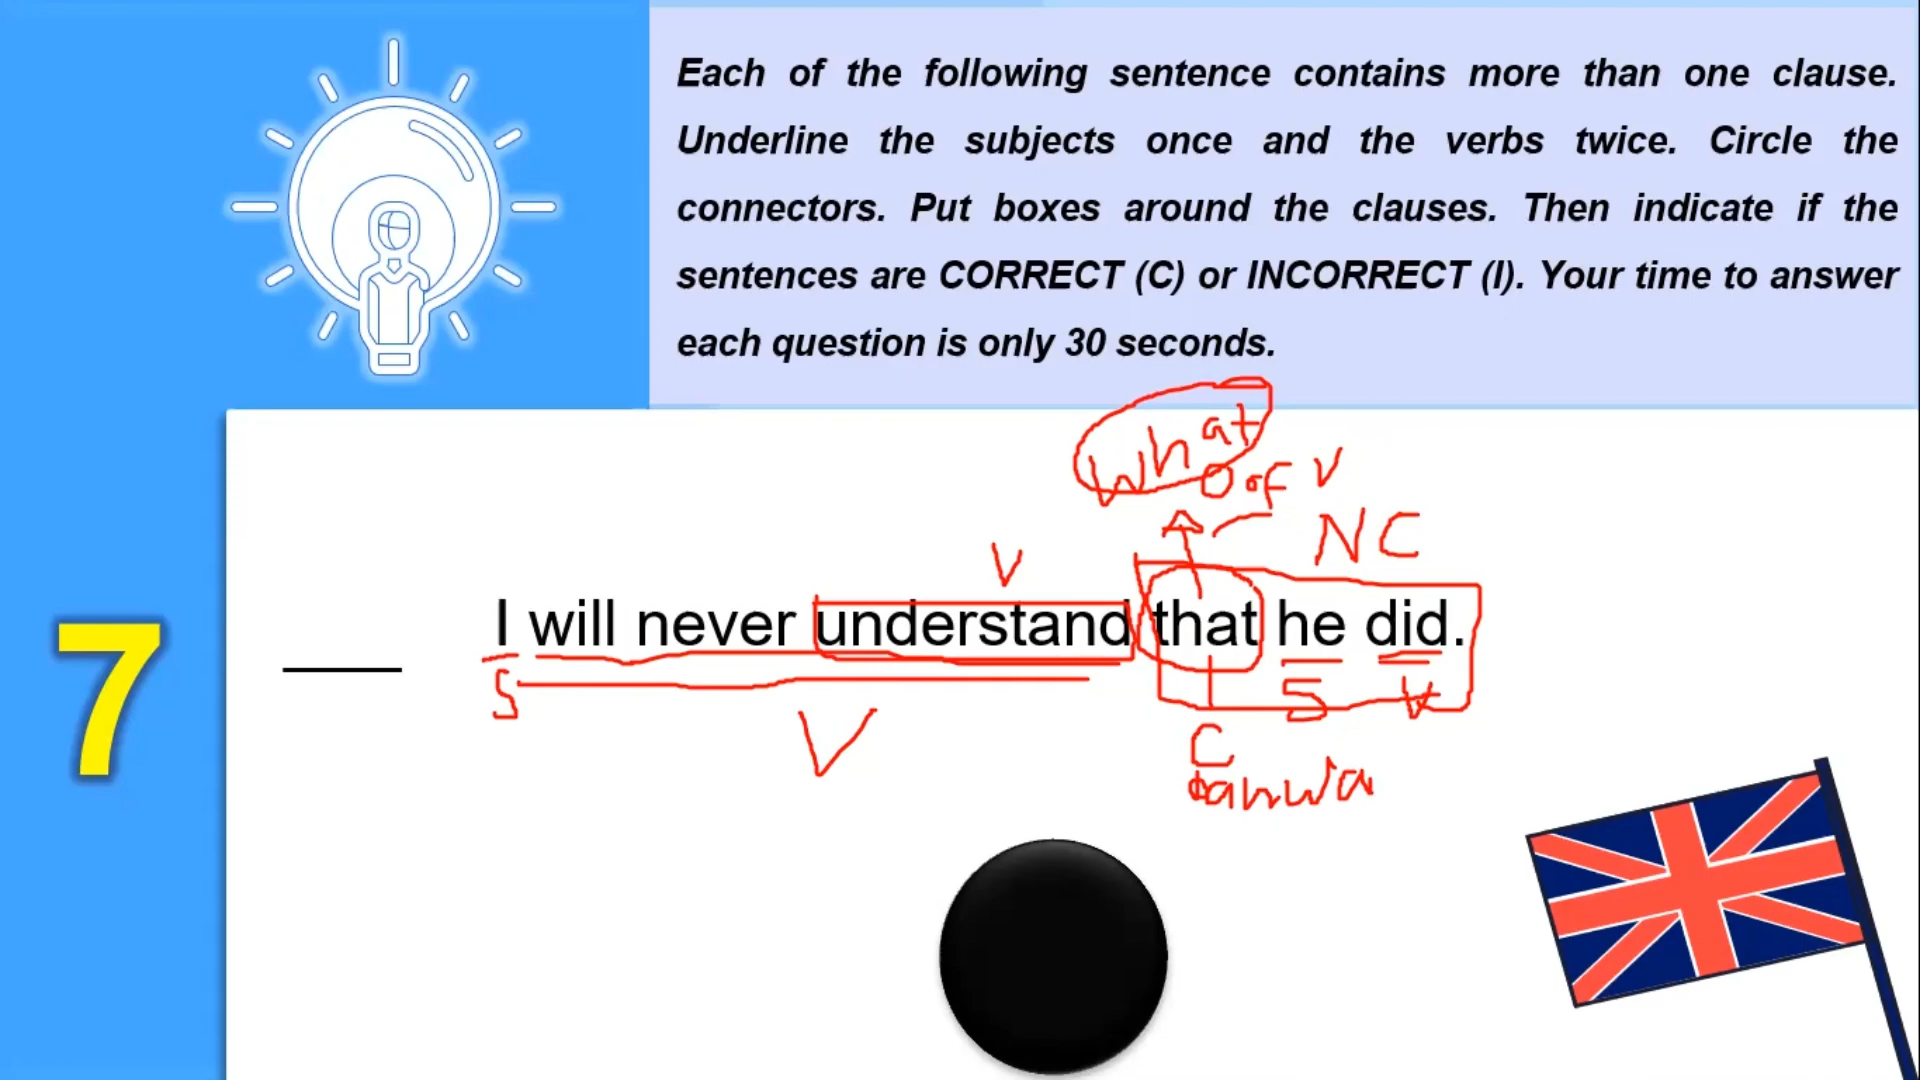 Each of the following sentence contains more than one clause.
Underline the subjects once and the verbs twice. Circle the
connectors. Put boxes around the clauses. Then indicate if the
sentences are CORRECT (C) or INCORRECT (I). Your time to answer
each question is only 30 seconds.
What
O of V
NC
V
7
___ I will never understand that he did.
S
S
V
V
C
bahwa